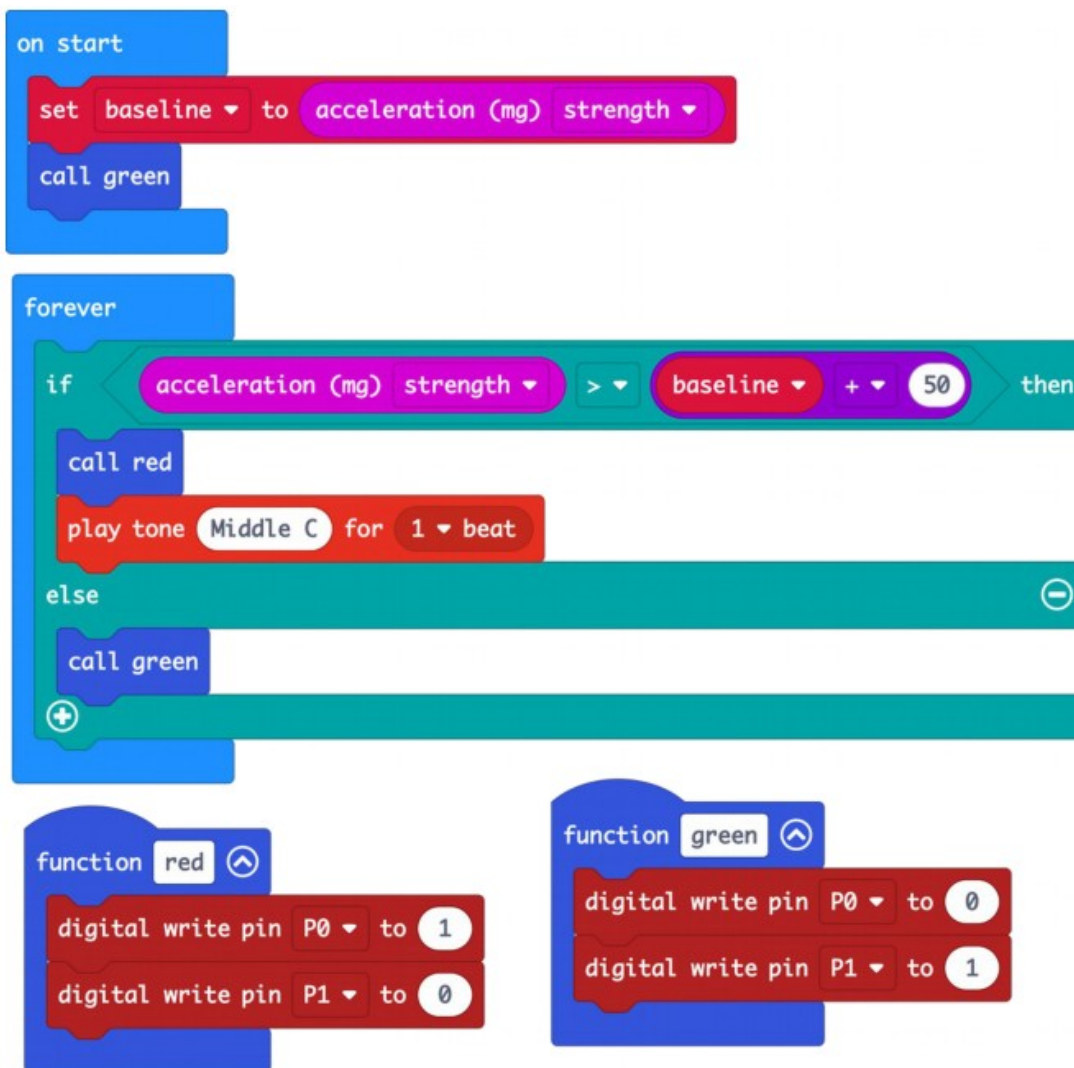 on start
set baseline to acceleration (mg) strength
call green
forever
if acceleration (mg) strength > baseline + 50 then
call red
play tone Middle C for 1 beat
else
call green
function red
digital write pin P0 to 1
digital write pin P1 to 0
function green
digital write pin P0 to 0
digital write pin P1 to 1